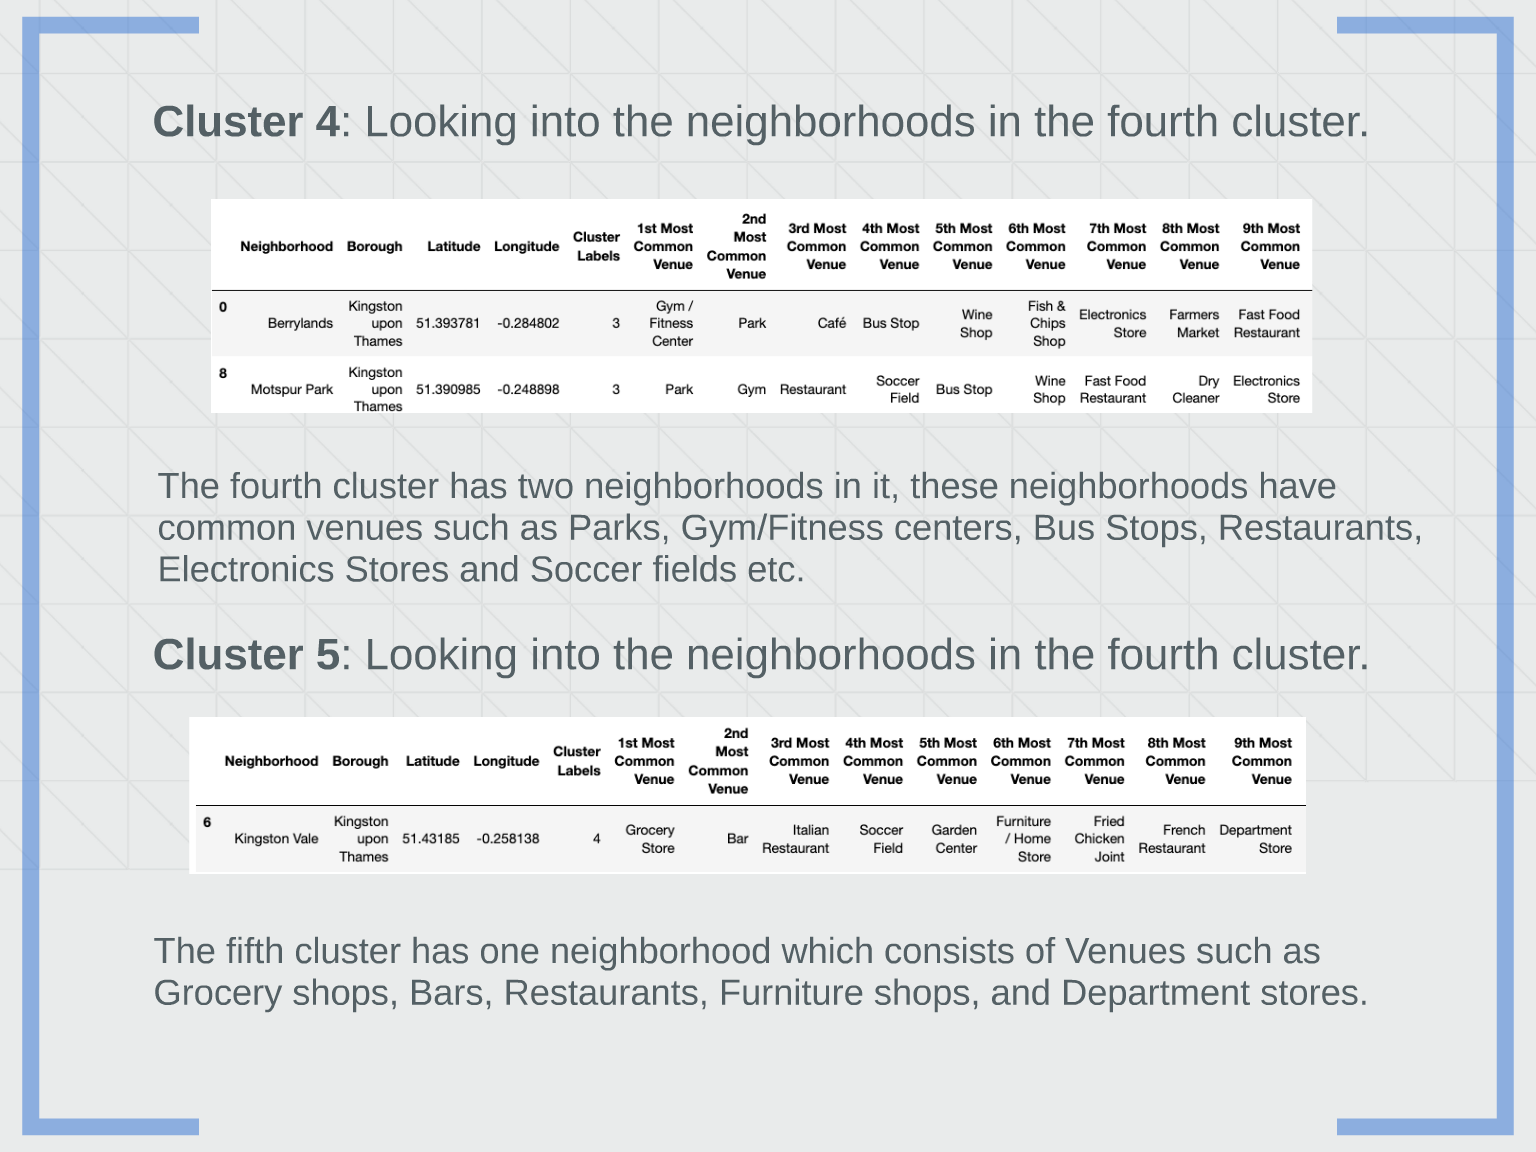 Cluster 4: Looking into the neighborhoods in the fourth cluster.
Neighborhood Borough Latitude Longitude Cluster Labels 1st Most Common Venue 2nd Most Common Venue 3rd Most Common Venue 4th Most Common Venue 5th Most Common Venue 6th Most Common Venue 7th Most Common Venue 8th Most Common Venue 9th Most Common Venue
0 Berrylands Kingston upon Thames 51.393781 -0.284802 3 Gym / Fitness Center Park Café Bus Stop Wine Shop Fish & Chips Shop Electronics Store Farmers Market Fast Food Restaurant
8 Motspur Park Kingston upon Thames 51.390985 -0.248898 3 Park Gym Restaurant Soccer Field Bus Stop Wine Shop Fast Food Restaurant Dry Cleaner Electronics Store
The fourth cluster has two neighborhoods in it, these neighborhoods have
common venues such as Parks, Gym/Fitness centers, Bus Stops, Restaurants,
Electronics Stores and Soccer fields etc.
Cluster 5: Looking into the neighborhoods in the fourth cluster.
Neighborhood Borough Latitude Longitude Cluster Labels 1st Most Common Venue 2nd Most Common Venue 3rd Most Common Venue 4th Most Common Venue 5th Most Common Venue 6th Most Common Venue 7th Most Common Venue 8th Most Common Venue 9th Most Common Venue
6 Kingston Vale Kingston upon Thames 51.43185 -0.258138 4 Grocery Store Bar Italian Restaurant Soccer Field Garden Center Furniture / Home Store Fried Chicken Joint French Restaurant Department Store
The fifth cluster has one neighborhood which consists of Venues such as
Grocery shops, Bars, Restaurants, Furniture shops, and Department stores.